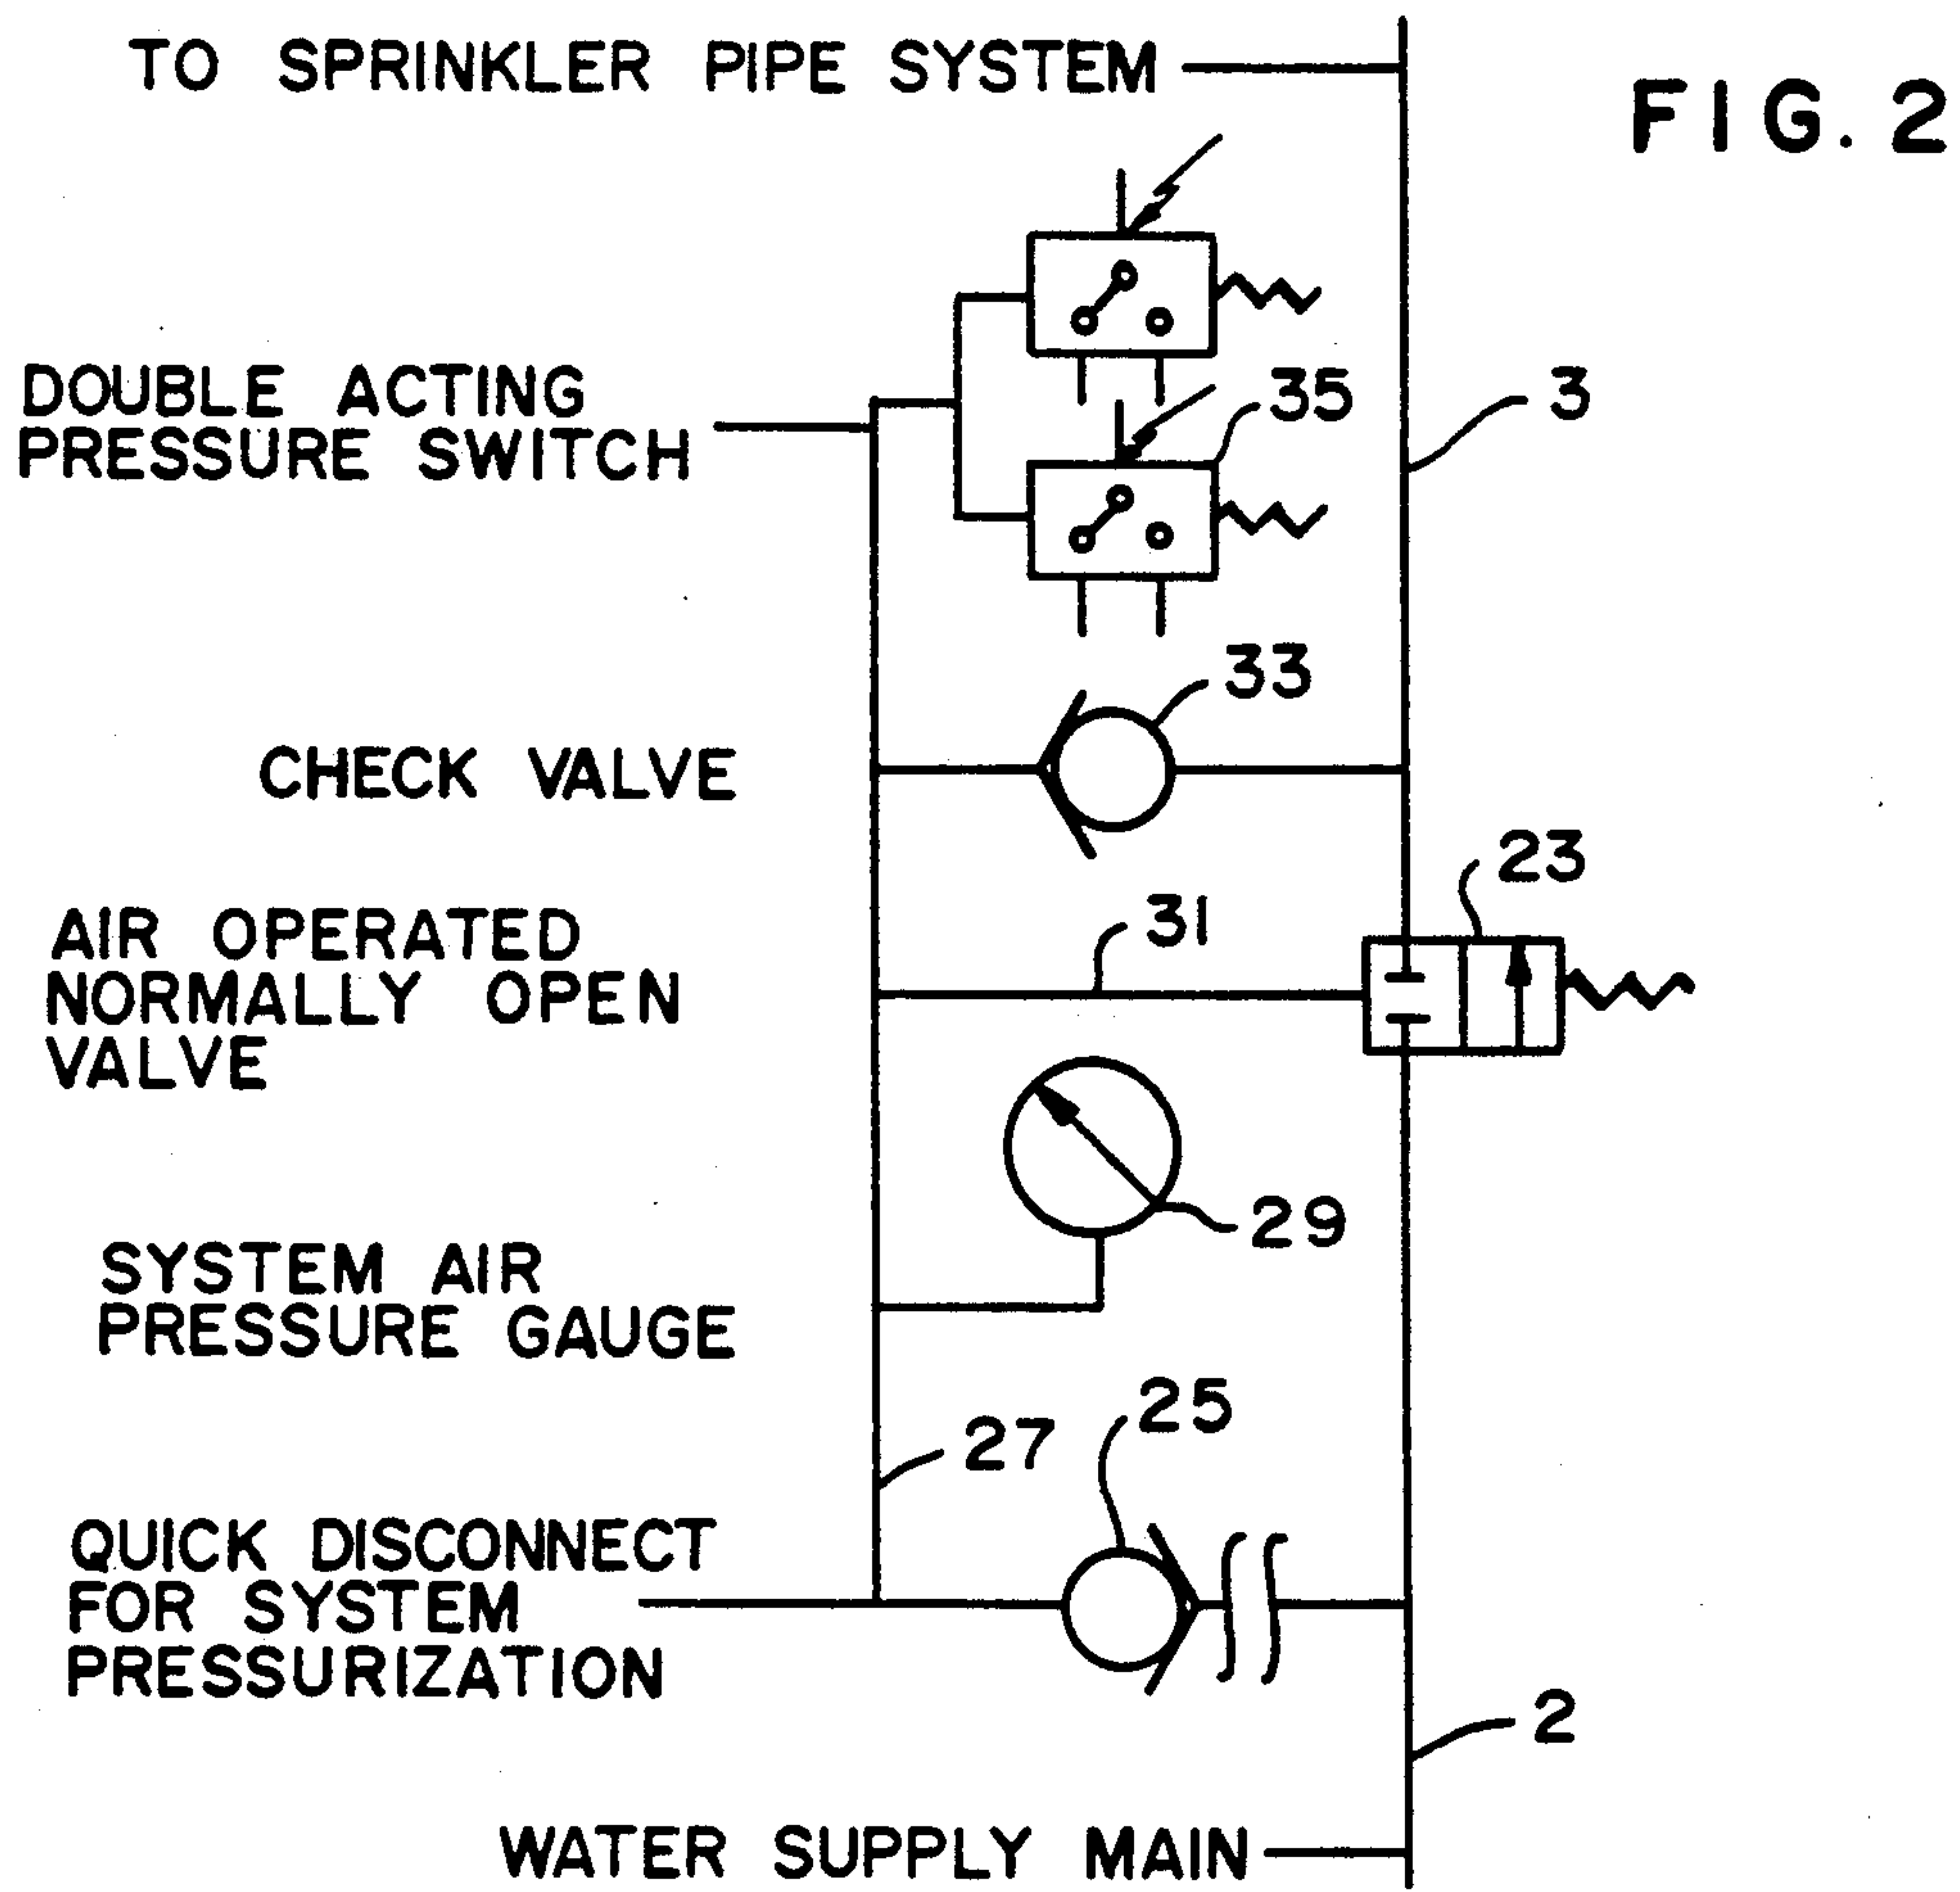 TO SPRINKLER PIPE SYSTEM
FIG. 2
DOUBLE ACTING
PRESSURE SWITCH
35
3
33
CHECK VALVE
23
31
AIR OPERATED
NORMALLY OPEN
VALVE
29
SYSTEM AIR
PRESSURE GAUGE
25
27
QUICK DISCONNECT
FOR SYSTEM
PRESSURIZATION
2
WATER SUPPLY MAIN